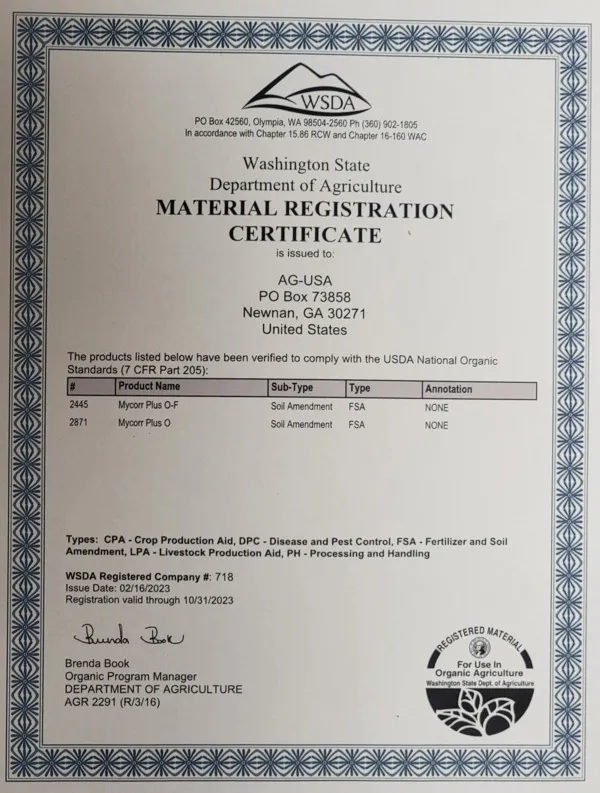 WSDA
PO Box 42560, Olympia, WA 98504-2560 Ph (360) 902-1805
In accordance with Chapter 15.86 RCW and Chapter 16-160 WAC
Washington State
Department of Agriculture
MATERIAL REGISTRATION
CERTIFICATE
is issued to:
AG-USA
PO Box 73858
Newnan, GA 30271
United States
The products listed below have been verified to comply with the USDA National Organic
Standards (7 CFR Part 205):
# Product Name Sub-Type Type Annotation
2445 Mycorr Plus O-F Soil Amendment FSA NONE
2871 Mycorr Plus O Soil Amendment FSA NONE
Types: CPA - Crop Production Aid, DPC - Disease and Pest Control, FSA - Fertilizer and Soil
Amendment, LPA - Livestock Production Aid, PH - Processing and Handling
WSDA Registered Company #: 718
Issue Date: 02/16/2023
Registration valid through 10/31/2023
Brenda Book
Brenda Book
Organic Program Manager
DEPARTMENT OF AGRICULTURE
AGR 2291 (R/3/16)
REGISTERED MATERIAL
For Use In
Organic Agriculture
Washington State Dept. of Agriculture